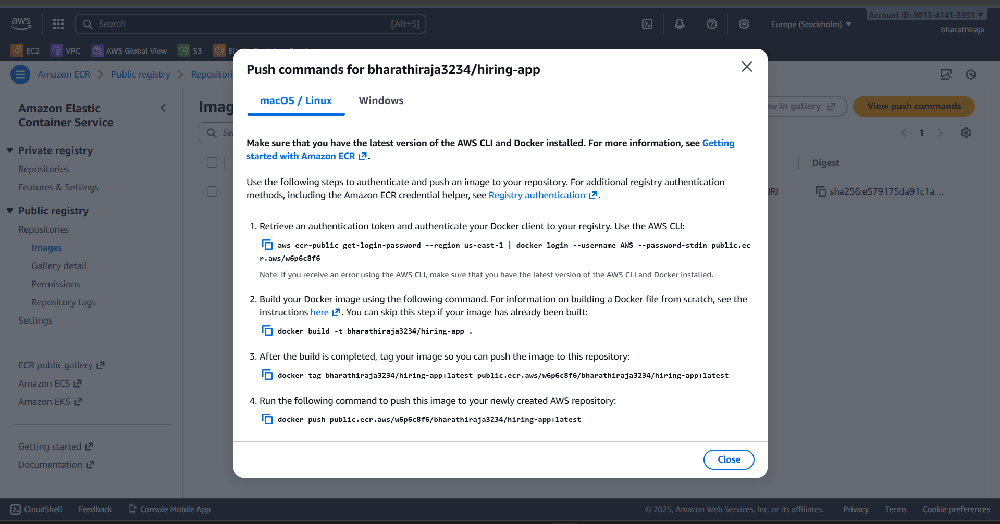 aws
Search
[Alt+S]
Europe (Stockholm)
Account ID: 8013-4141-3951
bharathiraja
EC2
VPC
AWS Global View
S3
Amazon ECR
Public registry
Push commands for bharathiraja3234/hiring-app
macOS / Linux
Windows
Make sure that you have the latest version of the AWS CLI and Docker installed. For more information, see Getting
started with Amazon ECR .
Use the following steps to authenticate and push an image to your repository. For additional registry authentication
methods, including the Amazon ECR credential helper, see Registry authentication .
1. Retrieve an authentication token and authenticate your Docker client to your registry. Use the AWS CLI:
aws ecr-public get-login-password --region us-east-1 | docker login --username AWS --password-stdin public.ec
r.aws/w6p6c8f6
Note: if you receive an error using the AWS CLI, make sure that you have the latest version of the AWS CLI and Docker installed.
2. Build your Docker image using the following command. For information on building a Docker file from scratch, see the
instructions here . You can skip this step if your image has already been built:
docker build -t bharathiraja3234/hiring-app .
3. After the build is completed, tag your image so you can push the image to this repository:
docker tag bharathiraja3234/hiring-app:latest public.ecr.aws/w6p6c8f6/bharathiraja3234/hiring-app:latest
4. Run the following command to push this image to your newly created AWS repository:
docker push public.ecr.aws/w6p6c8f6/bharathiraja3234/hiring-app:latest
Close
Amazon Elastic
Container Service
Private registry
Repositories
Features & Settings
Public registry
Repositories
Images
Gallery detail
Permissions
Repository tags
Settings
ECR public gallery
Amazon ECS
Amazon EKS
Getting started
Documentation
in gallery
View push commands
1
Digest
sha256:e579175da91c1a...
CloudShell
Feedback
Console Mobile App
© 2025, Amazon Web Services, Inc. or its affiliates.
Privacy
Terms
Cookie preferences